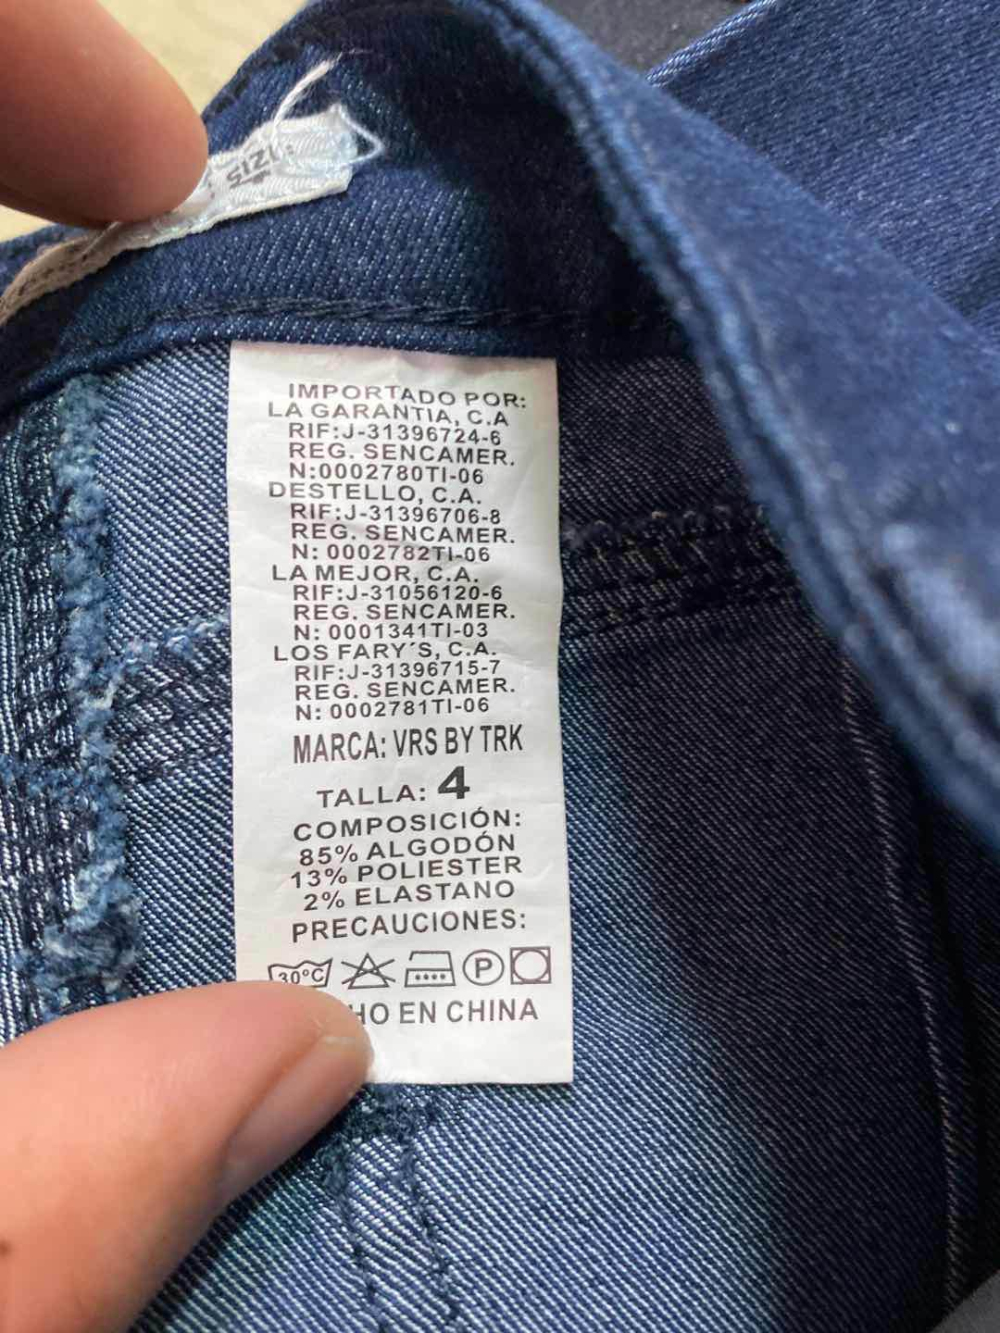 SIZE:
IMPORTADO POR:
LA GARANTIA, C.A
RIF:J-31396724-6
REG. SENCAMER.
N:0002780TI-06
DESTELLO, C.A.
RIF:J-31396706-8
REG. SENCAMER.
N: 0002782TI-06
LA MEJOR, C.A.
RIF:J-31056120-6
REG. SENCAMER.
N: 0001341TI-03
LOS FARY´S, C.A.
RIF:J-31396715-7
REG. SENCAMER.
N: 0002781TI-06
MARCA: VRS BY TRK
TALLA: 4
COMPOSICIÓN:
85% ALGODÓN
13% POLIESTER
2% ELASTANO
PRECAUCIONES:
30°C P
HO EN CHINA